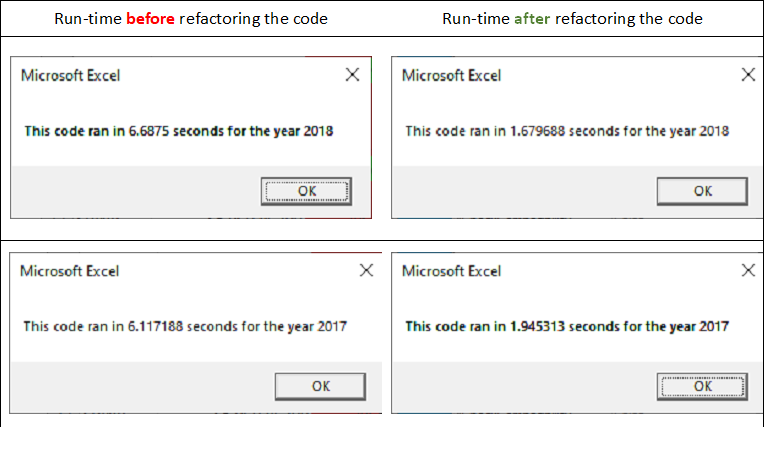 Run-time before refactoring the code
Run-time after refactoring the code
Microsoft Excel
This code ran in 6.6875 seconds for the year 2018
OK
Microsoft Excel
This code ran in 1.679688 seconds for the year 2018
OK
Microsoft Excel
This code ran in 6.117188 seconds for the year 2017
OK
Microsoft Excel
This code ran in 1.945313 seconds for the year 2017
OK